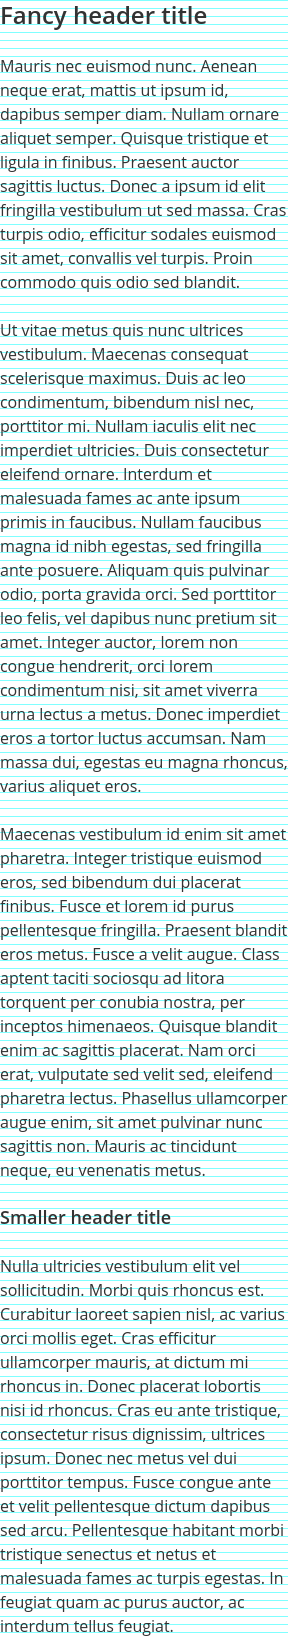 Fancy header title
Mauris nec euismod nunc. Aenean
neque erat, mattis ut ipsum id,
dapibus semper diam. Nullam ornare
aliquet semper. Quisque tristique et
ligula in finibus. Praesent auctor
sagittis luctus. Donec a ipsum id elit
fringilla vestibulum ut sed massa. Cras
turpis odio, efficitur sodales euismod
sit amet, convallis vel turpis. Proin
commodo quis odio sed blandit.
Ut vitae metus quis nunc ultrices
vestibulum. Maecenas consequat
scelerisque maximus. Duis ac leo
condimentum, bibendum nisl nec,
porttitor mi. Nullam iaculis elit nec
imperdiet ultricies. Duis consectetur
eleifend ornare. Interdum et
malesuada fames ac ante ipsum
primis in faucibus. Nullam faucibus
magna id nibh egestas, sed fringilla
ante posuere. Aliquam quis pulvinar
odio, porta gravida orci. Sed porttitor
leo felis, vel dapibus nunc pretium sit
amet. Integer auctor, lorem non
congue hendrerit, orci lorem
condimentum nisi, sit amet viverra
urna lectus a metus. Donec imperdiet
eros a tortor luctus accumsan. Nam
massa dui, egestas eu magna rhoncus,
varius aliquet eros.
Maecenas vestibulum id enim sit amet
pharetra. Integer tristique euismod
eros, sed bibendum dui placerat
finibus. Fusce et lorem id purus
pellentesque fringilla. Praesent blandit
eros metus. Fusce a velit augue. Class
aptent taciti sociosqu ad litora
torquent per conubia nostra, per
inceptos himenaeos. Quisque blandit
enim ac sagittis placerat. Nam orci
erat, vulputate sed velit sed, eleifend
pharetra lectus. Phasellus ullamcorper
augue enim, sit amet pulvinar nunc
sagittis non. Mauris ac tincidunt
neque, eu venenatis metus.
Smaller header title
Nulla ultricies vestibulum elit vel
sollicitudin. Morbi quis rhoncus est.
Curabitur laoreet sapien nisl, ac varius
orci mollis eget. Cras efficitur
ullamcorper mauris, at dictum mi
rhoncus in. Donec placerat lobortis
nisi id rhoncus. Cras eu ante tristique,
consectetur risus dignissim, ultrices
ipsum. Donec nec metus vel dui
porttitor tempus. Fusce congue ante
et velit pellentesque dictum dapibus
sed arcu. Pellentesque habitant morbi
tristique senectus et netus et
malesuada fames ac turpis egestas. In
feugiat quam ac purus auctor, ac
interdum tellus feugiat.